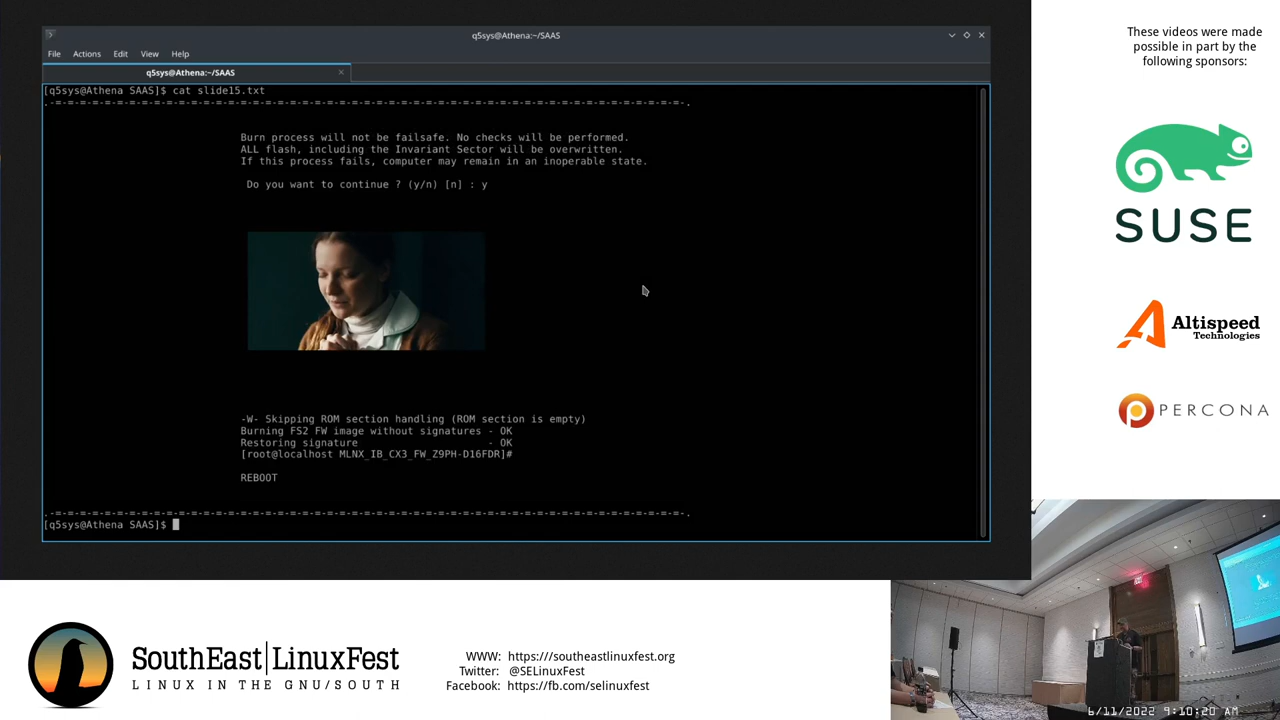 q5sys@Athena:~/SAAS
File Actions Edit View Help
q5sys@Athena:~/SAAS
[q5sys@Athena SAAS]$ cat slide15.txt
.-=-=-=-=-=-=-=-=-=-=-=-=-=-=-=-=-=-=-=-=-=-=-=-=-=-=-=-=-=-=-=-=-=-=-=-=-=-=-=-=-=-=-=-=-=-=-=-=-=-=-=-=-.
Burn process will not be failsafe. No checks will be performed.
ALL flash, including the Invariant Sector will be overwritten.
If this process fails, computer may remain in an inoperable state.
Do you want to continue ? (y/n) [n] : y
-W- Skipping ROM section handling (ROM section is empty)
Burning FS2 FW image without signatures - OK
Restoring signature - OK
[root@localhost MLNX_IB_CX3_FW_Z9PH-D16FDR]#
REBOOT
.-=-=-=-=-=-=-=-=-=-=-=-=-=-=-=-=-=-=-=-=-=-=-=-=-=-=-=-=-=-=-=-=-=-=-=-=-=-=-=-=-=-=-=-=-=-=-=-=-=-=-=-=-.
[q5sys@Athena SAAS]$
These videos were made
possible in part by the
following sponsors:
SUSE
Altispeed
Technologies
PERCONA
SouthEast|LinuxFest
LINUX IN THE GNU/SOUTH
WWW: https:///southeastlinuxfest.org
Twitter: @SELinuxFest
Facebook: https://fb.com/selinuxfest
6/11/2022 9:10:20 AM